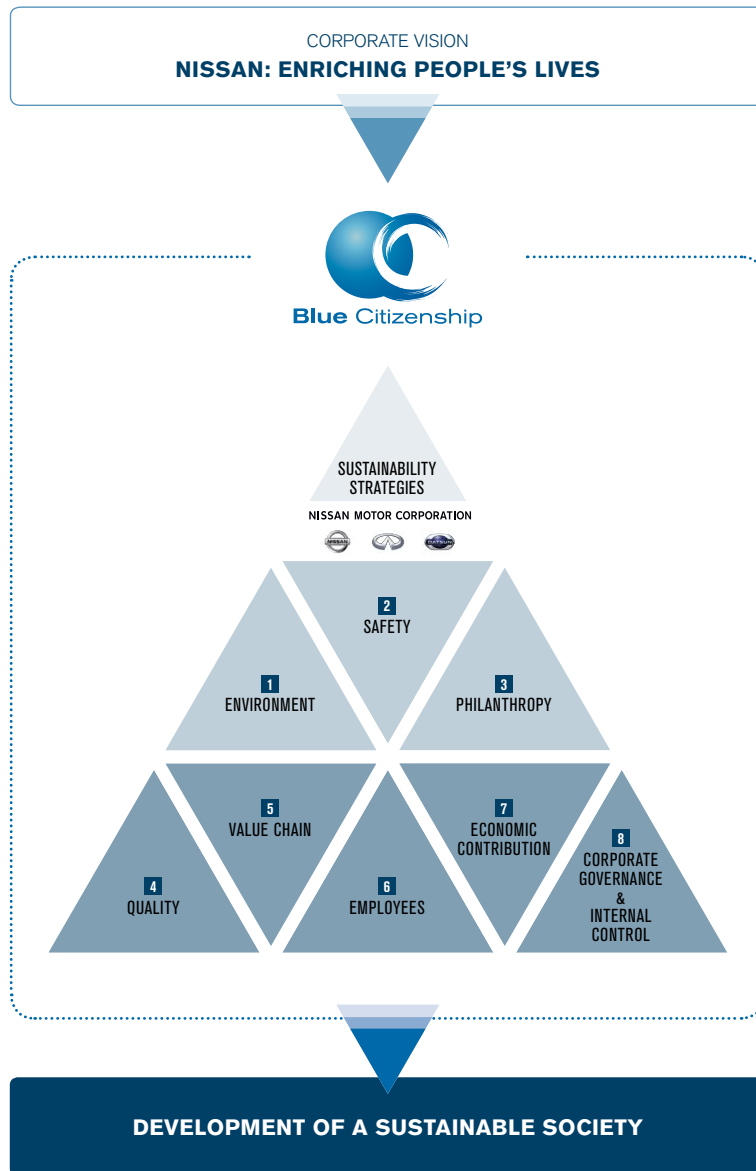 CORPORATE VISION
NISSAN: ENRICHING PEOPLE'S LIVES
Blue Citizenship
SUSTAINABILITY
STRATEGIES
NISSAN MOTOR CORPORATION
NISSAN
DATSUN
1
ENVIRONMENT
2
SAFETY
3
PHILANTHROPY
4
QUALITY
5
VALUE CHAIN
6
EMPLOYEES
7
ECONOMIC
CONTRIBUTION
8
CORPORATE
GOVERNANCE
&
INTERNAL
CONTROL
DEVELOPMENT OF A SUSTAINABLE SOCIETY